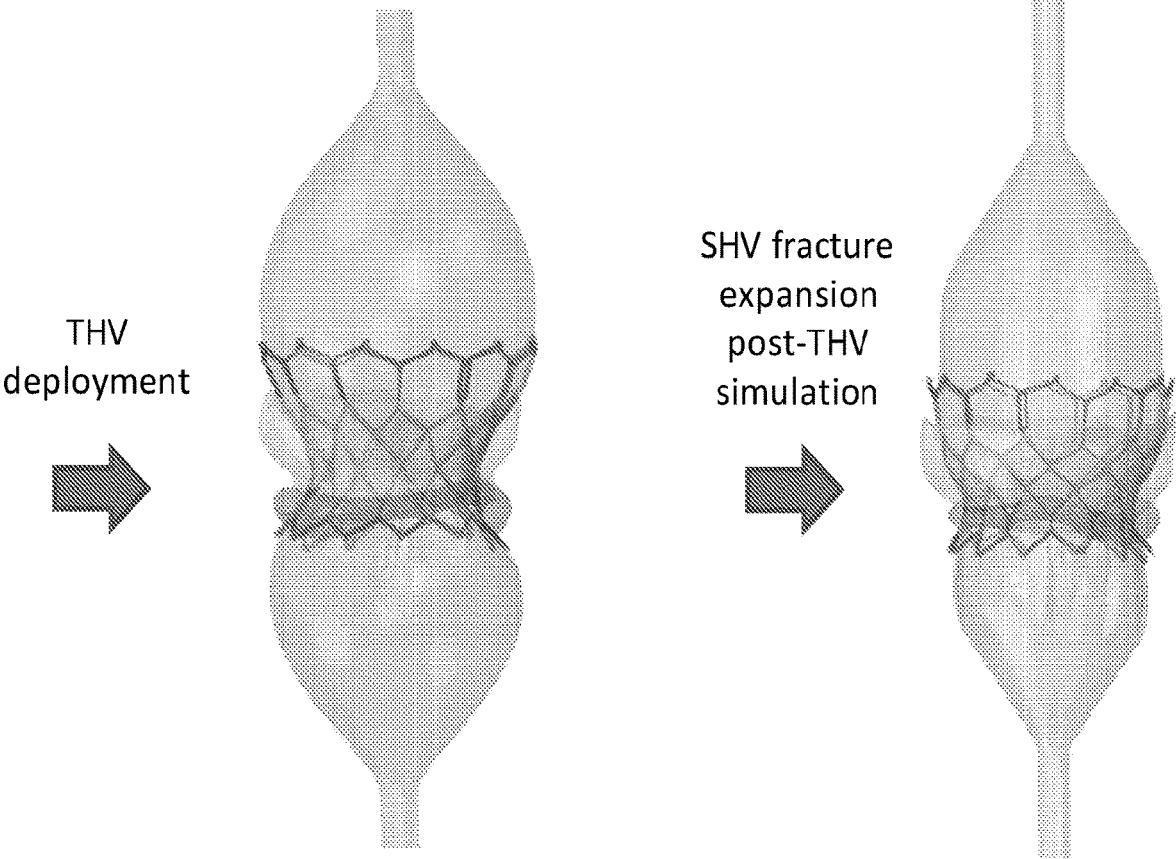 THV
deployment
SHV fracture
expansion
post-THV
simulation